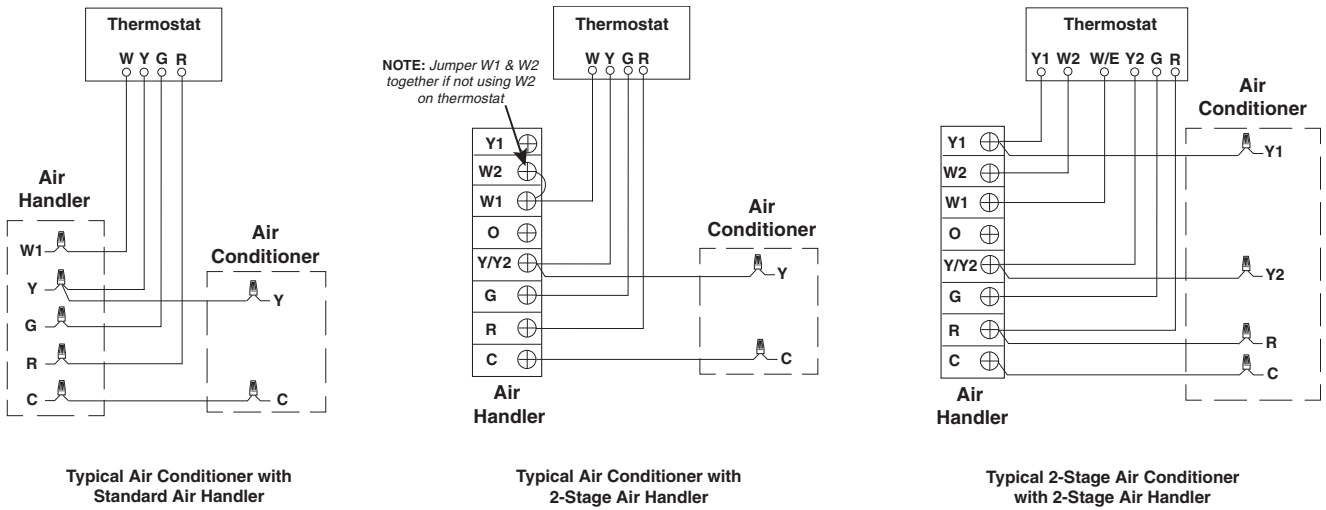 Thermostat
W Y G R
Air
Handler
W1
Y
G
R
C
Air
Conditioner
Y
C
Typical Air Conditioner with
Standard Air Handler
Thermostat
W Y G R
NOTE: Jumper W1 & W2
together if not using W2
on thermostat
Y1
W2
W1
O
Y/Y2
G
R
C
Air
Handler
Air
Conditioner
Y
C
Typical Air Conditioner with
2-Stage Air Handler
Thermostat
Y1 W2 W/E Y2 G R
Y1
W2
W1
O
Y/Y2
G
R
C
Air
Handler
Air
Conditioner
Y1
Y2
R
C
Typical 2-Stage Air Conditioner
with 2-Stage Air Handler